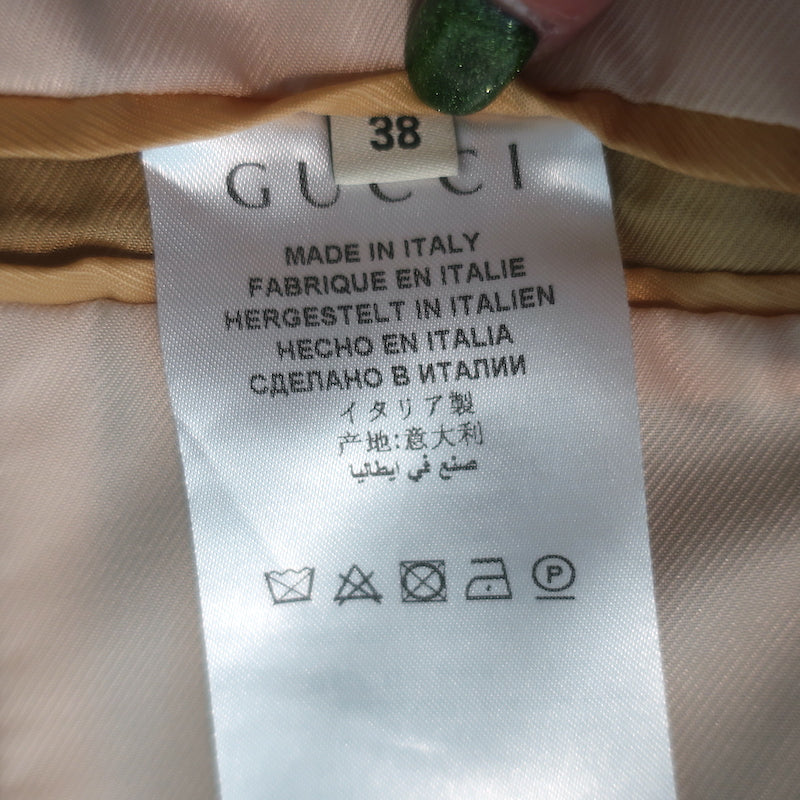 38
GUCCI
MADE IN ITALY
FABRIQUE EN ITALIE
HERGESTELT IN ITALIEN
HECHO EN ITALIA
СДЕЛАНО В ИТАЛИИ
イタリア製
产地:意大利
صنع في ايطاليا
P